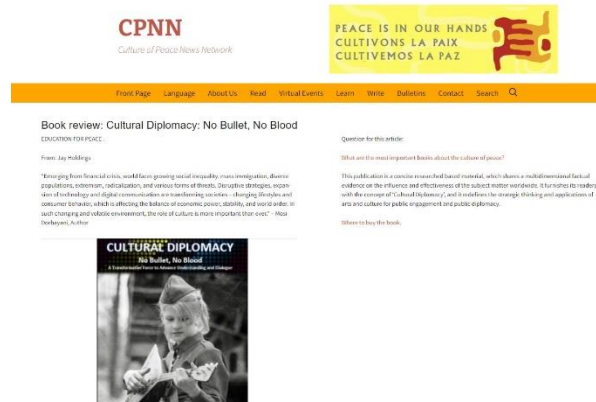 CPNN
Culture of Peace News Network
PEACE IS IN OUR HANDS
CULTIVONS LA PAIX
CULTIVEMOS LA PAZ
Front Page Language About Us Read Virtual Events Learn Write Bulletins Contact Search
Book review: Cultural Diplomacy: No Bullet, No Blood
EDUCATION FOR PEACE .
From: Jay Holdings
"Emerging from financial crisis, world faces growing social inequality, mass immigration, diverse
populations, extremism, radicalization, and various forms of threats. Disruptive strategies, expan-
sion of technology and digital communication are transforming societies – changing lifestyles and
consumer behavior, which is affecting the balance of economic power, stability, and world order. In
such changing and volatile environment, the role of culture is more important than ever." – Mosi
Dorbayani, Author
CULTURAL DIPLOMACY
No Bullet, No Blood
A Transformative Force to Advance Understanding and Dialogue
Question for this article:
What are the most important books about the culture of peace?
This publication is a concise researched based material, which shares a multidimensional factual
evidence on the influence and effectiveness of the subject matter worldwide. It furnishes its readers
with the concept of 'Cultural Diplomacy', and it redefines the strategic thinking and applications of
arts and culture for public engagement and public diplomacy.
Where to buy the book.